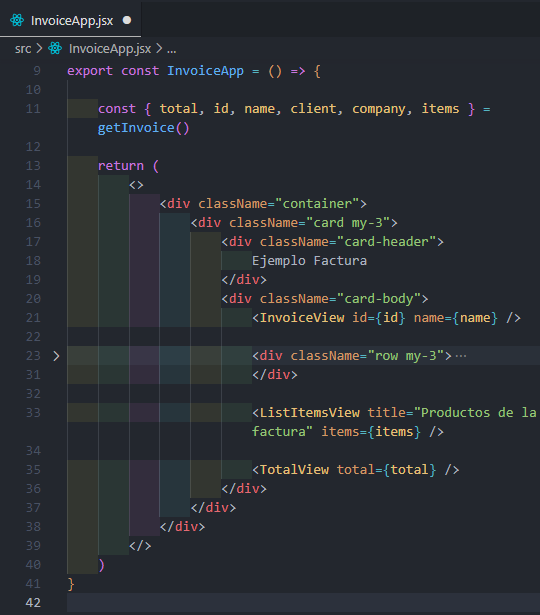 InvoiceApp.jsx ●
src > InvoiceApp.jsx > ...
9 export const InvoiceApp = () => {
10
11 const { total, id, name, client, company, items } =
getInvoice()
12
13 return (
14 <>
15 <div className="container">
16 <div className="card my-3">
17 <div className="card-header">
18 Ejemplo Factura
19 </div>
20 <div className="card-body">
21 <InvoiceView id={id} name={name} />
22
23 > <div className="row my-3">...
31 </div>
32
33 <ListItemsView title="Productos de la
factura" items={items} />
34
35 <TotalView total={total} />
36 </div>
37 </div>
38 </div>
39 </>
40 )
41 }
42